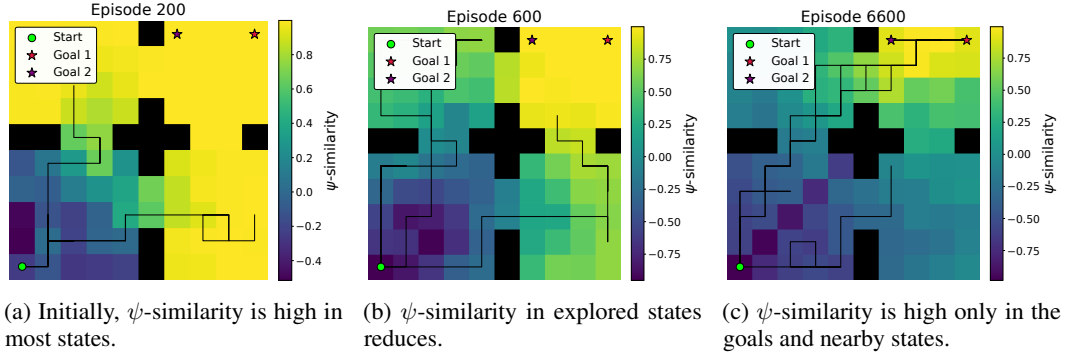 Episode 200
Start
Goal 1
Goal 2
0.8
0.6
0.4
0.2
0.0
−0.2
−0.4
ψ-similarity
Episode 600
Start
Goal 1
Goal 2
0.75
0.50
0.25
0.00
−0.25
−0.50
−0.75
ψ-similarity
Episode 6600
Start
Goal 1
Goal 2
0.75
0.50
0.25
0.00
−0.25
−0.50
−0.75
ψ-similarity
(a) Initially, ψ-similarity is high in
most states.
(b) ψ-similarity in explored states
reduces.
(c) ψ-similarity is high only in the
goals and nearby states.